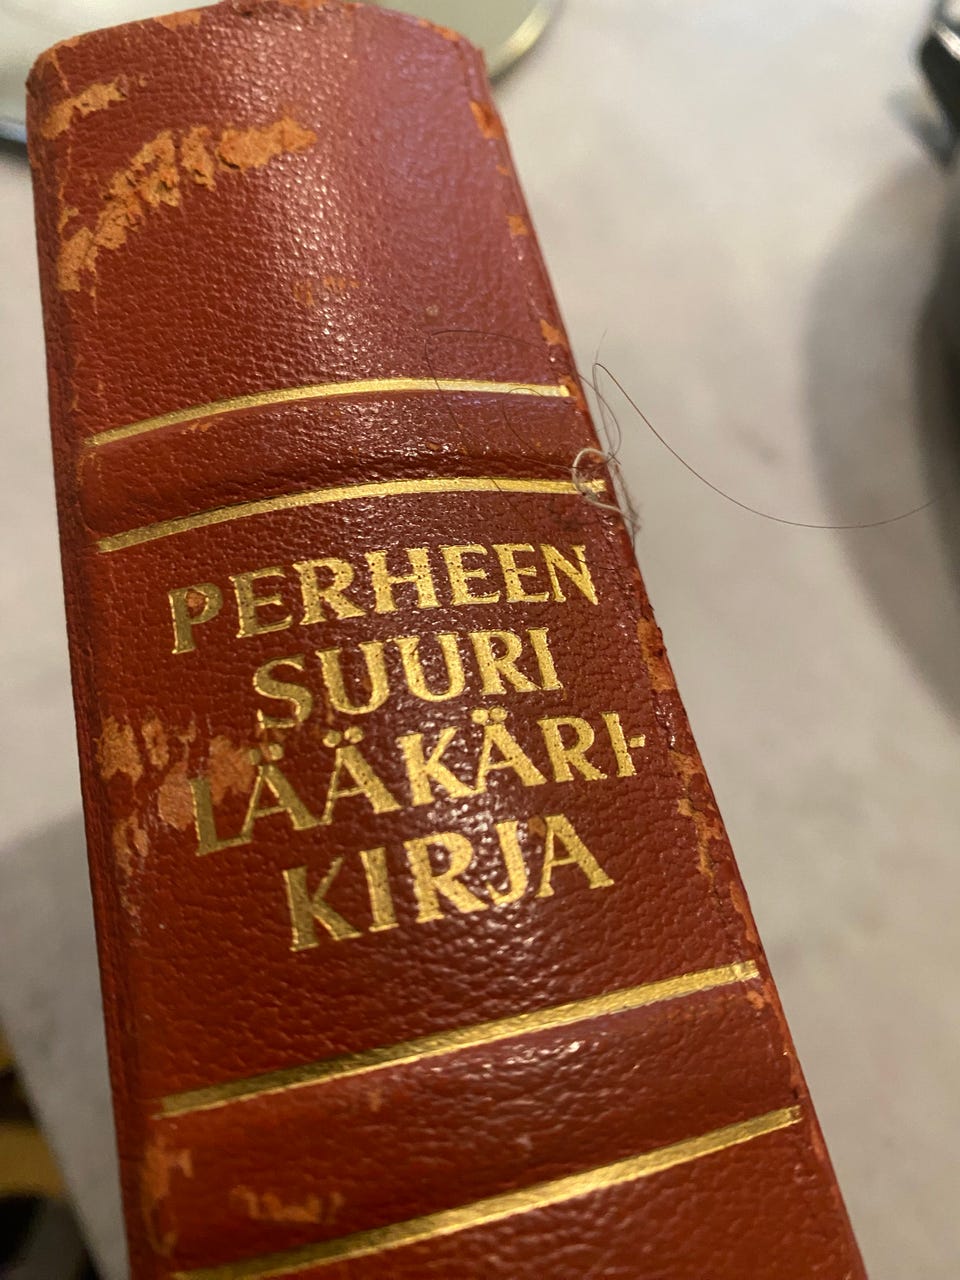 PERHEEN
SUURI
LÄÄKÄRI-
KIRJA